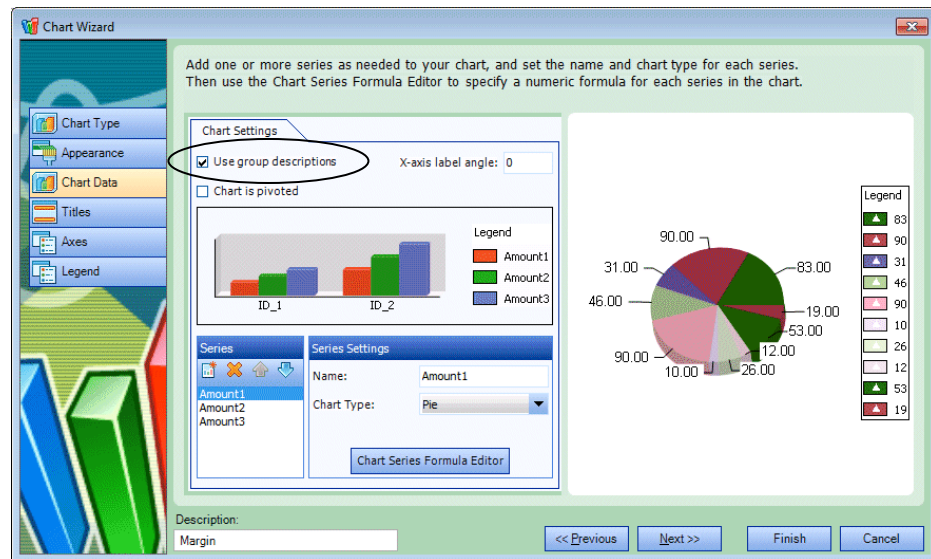 Chart Wizard
Add one or more series as needed to your chart, and set the name and chart type for each series.
Then use the Chart Series Formula Editor to specify a numeric formula for each series in the chart.
Chart Type
Appearance
Chart Data
Titles
Axes
Legend
Chart Settings
Use group descriptions
X-axis label angle: 0
Chart is pivoted
Legend
Amount1
Amount2
Amount3
ID_1
ID_2
Series
Amount1
Amount2
Amount3
Series Settings
Name: Amount1
Chart Type: Pie
Chart Series Formula Editor
90.00
83.00
31.00
46.00
19.00
53.00
12.00
90.00
10.00
26.00
Legend
83
90
31
46
90
10
26
12
53
19
Description:
Margin
<< Previous
Next >>
Finish
Cancel